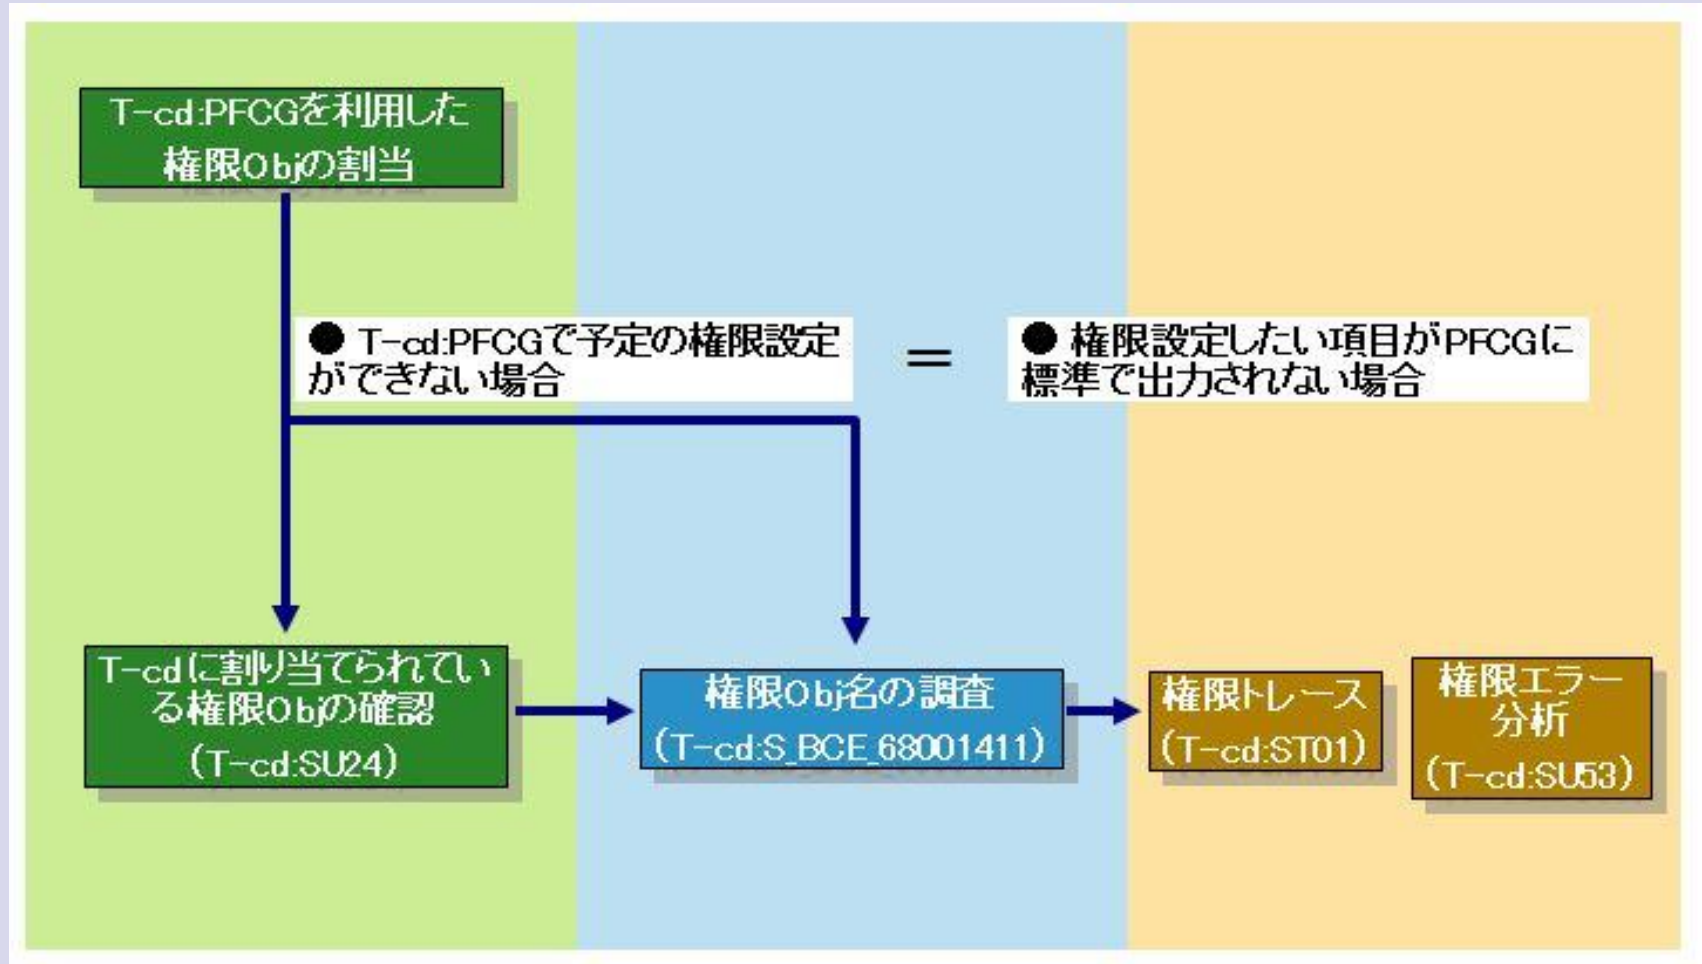 T-cd:PFCGを利用した
権限Objの割当
● T-cd:PFCGで予定の権限設定
ができない場合
＝
● 権限設定したい項目がPFCGに
標準で出力されない場合
T-cdに割り当てられてい
る権限Objの確認
(T-cd:SU24)
権限Obj名の調査
(T-cd:S_BCE_68001411)
権限トレース
(T-cd:ST01)
権限エラー
分析
(T-cd:SU53)